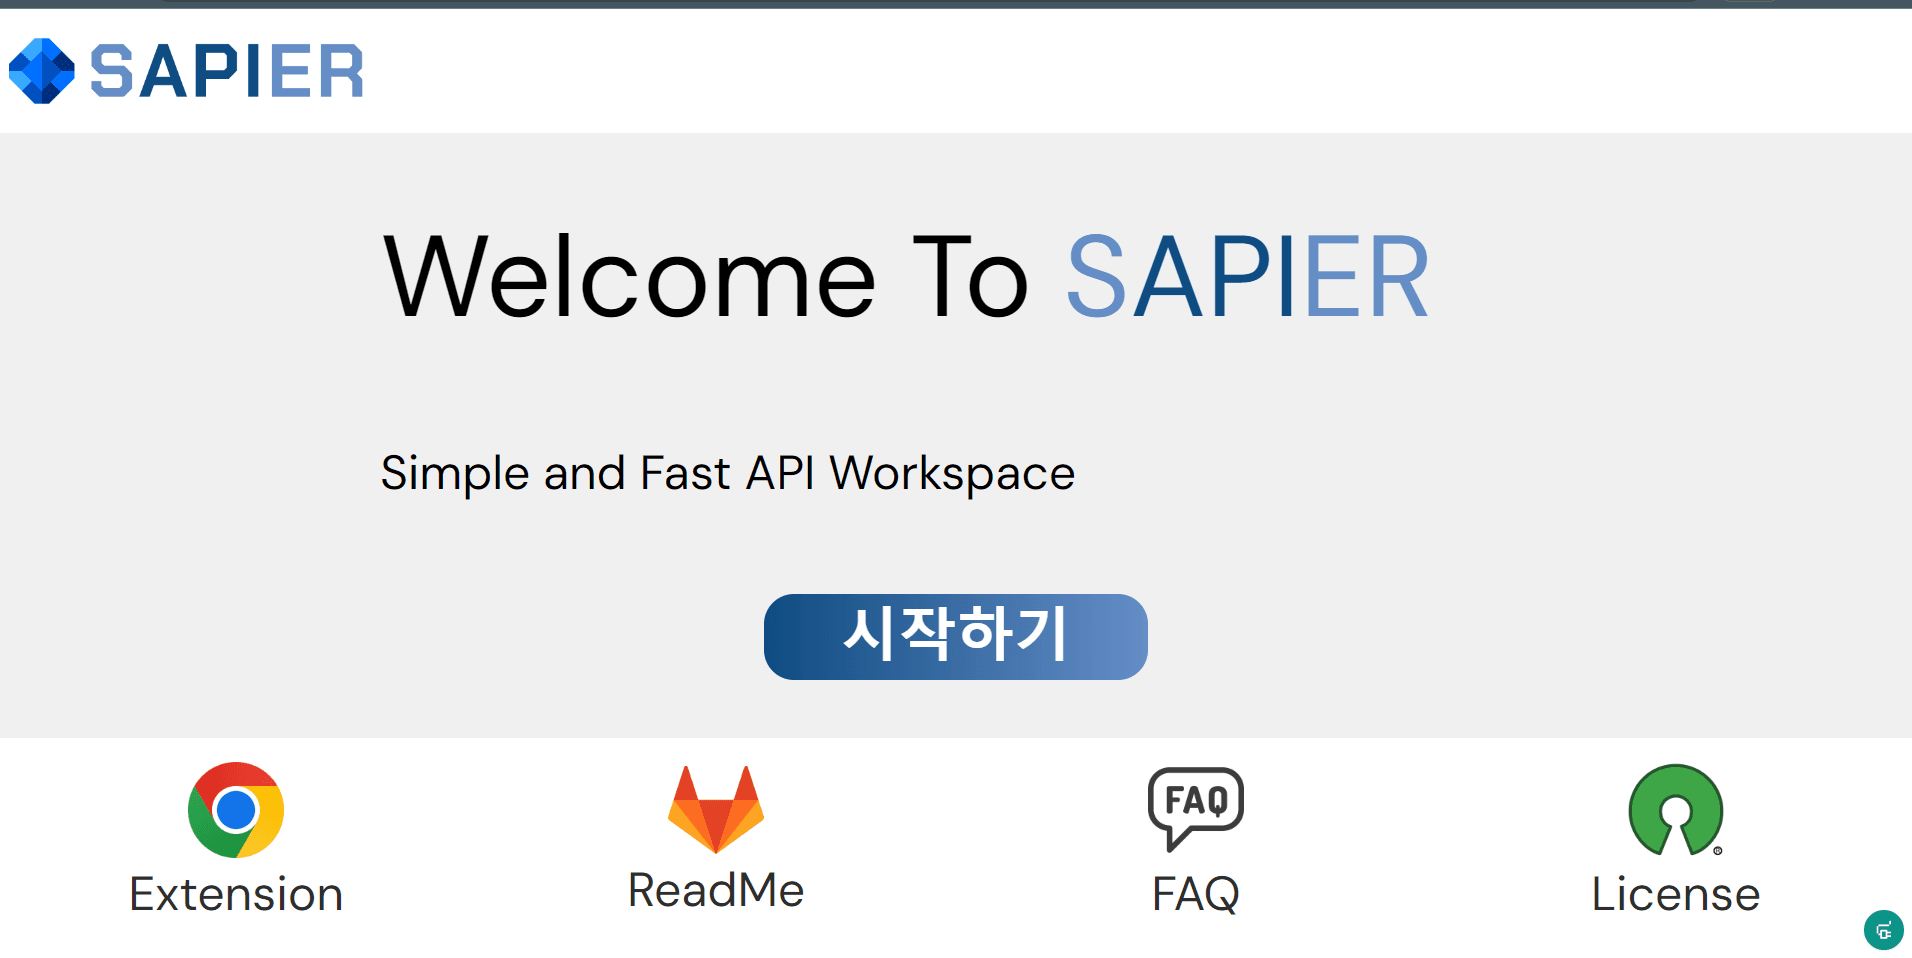 SAPIER
Welcome To SAPIER
Simple and Fast API Workspace
시작하기
FAQ
Extension
ReadMe
FAQ
License